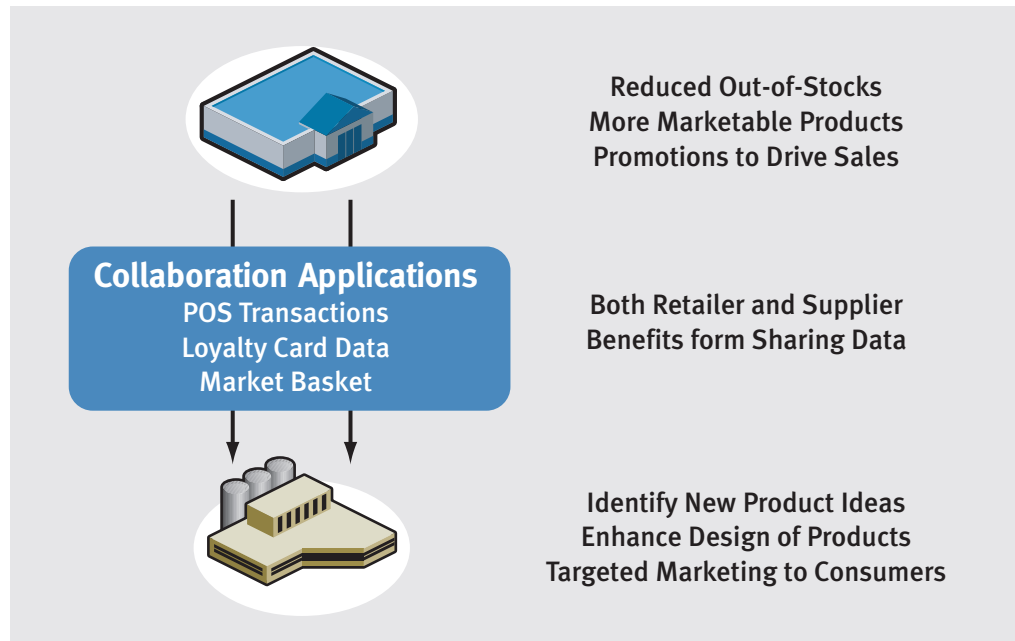 Reduced Out-of-Stocks
More Marketable Products
Promotions to Drive Sales
Collaboration Applications
POS Transactions
Loyalty Card Data
Market Basket
Both Retailer and Supplier
Benefits form Sharing Data
Identify New Product Ideas
Enhance Design of Products
Targeted Marketing to Consumers